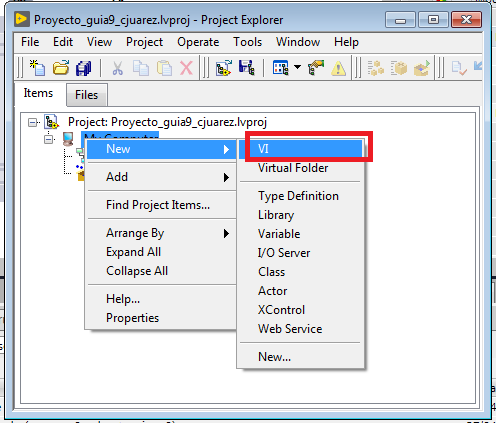 Proyecto_guia9_cjuarez.lvproj - Project Explorer
File Edit View Project Operate Tools Window Help
Items Files
Project: Proyecto_guia9_cjuarez.lvproj
My Computer
New
Add
Find Project Items...
Arrange By
Expand All
Collapse All
Help...
Properties
VI
Virtual Folder
Type Definition
Library
Variable
I/O Server
Class
Actor
XControl
Web Service
New...